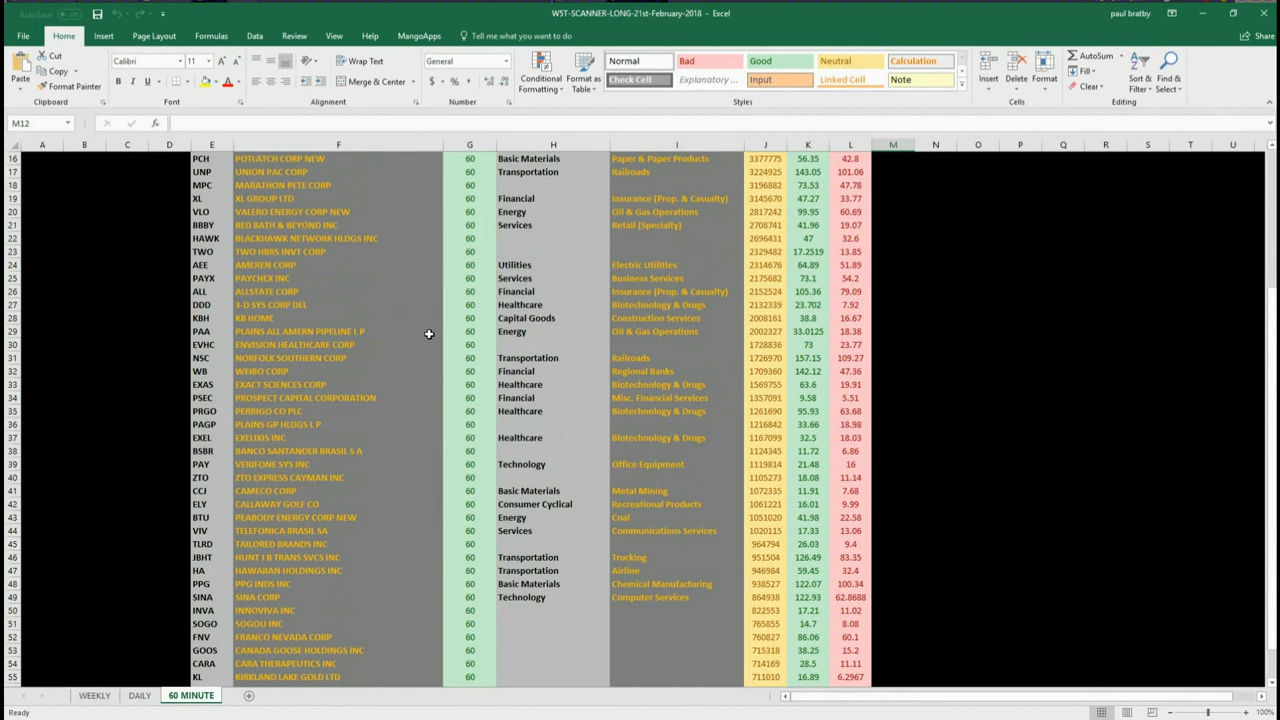 AutoSave Off W5T-SCANNER-LONG-21st-February-2018 - Excel paul bratby
File Home Insert Page Layout Formulas Data Review View Help MangoApps Tell me what you want to do Share
Paste Cut Copy Format Painter Clipboard
Calibri 11 A A B I U A Font
Wrap Text Merge & Center Alignment
General $ % , Number
Conditional Formatting Format as Table
Normal Bad Good Neutral Calculation
Check Cell Explanatory ... Input Linked Cell Note
Styles
Insert Delete Format Cells
AutoSum Fill Clear Sort & Filter Find & Select Editing
M12 fx
A B C D E F G H I J K L M N O P Q R S T U
16 PCH POTLATCH CORP NEW 60 Basic Materials Paper & Paper Products 3377775 56.35 42.8
17 UNP UNION PAC CORP 60 Transportation Railroads 3224925 143.05 101.06
18 MPC MARATHON PETE CORP 60 3196882 73.53 47.78
19 XL XL GROUP LTD 60 Financial Insurance (Prop. & Casualty) 3145670 47.27 33.77
20 VLO VALERO ENERGY CORP NEW 60 Energy Oil & Gas Operations 2817242 99.95 60.69
21 BBBY BED BATH & BEYOND INC 60 Services Retail (Specialty) 2708741 41.96 19.07
22 HAWK BLACKHAWK NETWORK HLDGS INC 60 2696431 47 32.6
23 TWO TWO HBRS INVT CORP 60 2329482 17.2519 13.85
24 AEE AMEREN CORP 60 Utilities Electric Utilities 2314676 64.89 51.89
25 PAYX PAYCHEX INC 60 Services Business Services 2175682 73.1 54.2
26 ALL ALLSTATE CORP 60 Financial Insurance (Prop. & Casualty) 2152524 105.36 79.09
27 DDD 3-D SYS CORP DEL 60 Healthcare Biotechnology & Drugs 2132339 23.702 7.92
28 KBH KB HOME 60 Capital Goods Construction Services 2008161 38.8 16.67
29 PAA PLAINS ALL AMERN PIPELINE L P 60 Energy Oil & Gas Operations 2002327 33.0125 18.38
30 EVHC ENVISION HEALTHCARE CORP 60 1728836 73 23.77
31 NSC NORFOLK SOUTHERN CORP 60 Transportation Railroads 1726970 157.15 109.27
32 WB WEIBO CORP 60 Financial Regional Banks 1709360 142.12 47.36
33 EXAS EXACT SCIENCES CORP 60 Healthcare Biotechnology & Drugs 1569755 63.6 19.91
34 PSEC PROSPECT CAPITAL CORPORATION 60 Financial Misc. Financial Services 1357091 9.58 5.51
35 PRGO PERRIGO CO PLC 60 Healthcare Biotechnology & Drugs 1261690 95.93 63.68
36 PAGP PLAINS GP HLDGS L P 60 1216842 33.66 18.98
37 EXEL EXELIXIS INC 60 Healthcare Biotechnology & Drugs 1167099 32.5 18.03
38 BSBR BANCO SANTANDER BRASIL S A 60 1124345 11.72 6.86
39 PAY VERIFONE SYS INC 60 Technology Office Equipment 1119814 21.48 16
40 ZTO ZTO EXPRESS CAYMAN INC 60 1105273 18.08 11.14
41 CCJ CAMECO CORP 60 Basic Materials Metal Mining 1072335 11.91 7.68
42 ELY CALLAWAY GOLF CO 60 Consumer Cyclical Recreational Products 1061221 16.01 9.99
43 BTU PEABODY ENERGY CORP NEW 60 Energy Coal 1051020 41.98 22.58
44 VIV TELEFONICA BRASIL SA 60 Services Communications Services 1020115 17.33 13.06
45 TLRD TAILORED BRANDS INC 60 964794 26.03 9.4
46 JBHT HUNT J B TRANS SVCS INC 60 Transportation Trucking 951504 126.49 83.35
47 HA HAWAIIAN HOLDINGS INC 60 Transportation Airline 946984 59.45 32.4
48 PPG PPG INDS INC 60 Basic Materials Chemical Manufacturing 938527 122.07 100.34
49 SINA SINA CORP 60 Technology Computer Services 864938 122.93 62.8688
50 INVA INNOVIVA INC 60 822553 17.21 11.02
51 SOGO SOGOU INC 60 765855 14.7 8.08
52 FNV FRANCO NEVADA CORP 60 760827 86.06 60.1
53 GOOS CANADA GOOSE HOLDINGS INC 60 715318 38.25 15.2
54 CARA CARA THERAPEUTICS INC 60 714169 28.5 11.11
55 KL KIRKLAND LAKE GOLD LTD 60 711010 16.89 6.2967
WEEKLY DAILY 60 MINUTE
Ready 100%